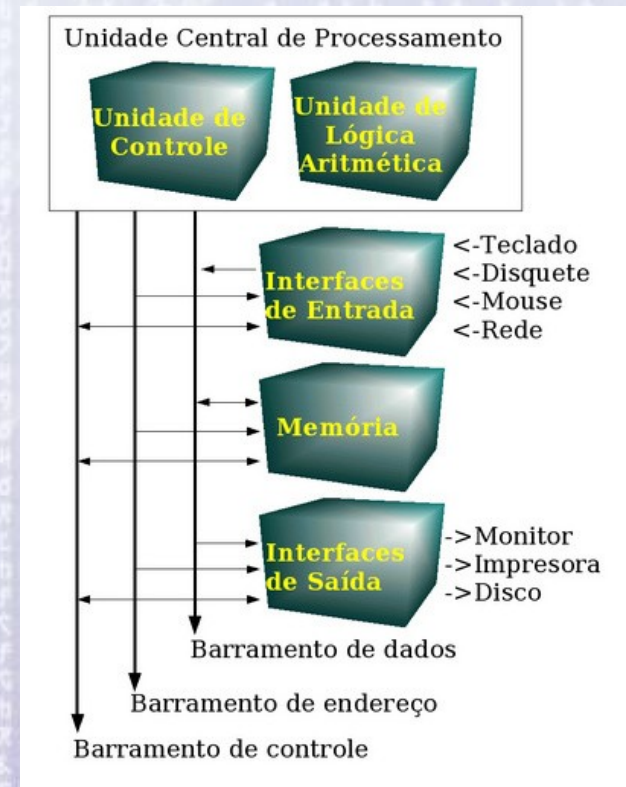 Unidade Central de Processamento
Unidade de
Controle
Unidade de
Lógica
Aritmética
Interfaces
de Entrada
<-Teclado
<-Disquete
<-Mouse
<-Rede
Memória
Interfaces
de Saída
->Monitor
->Impresora
->Disco
Barramento de dados
Barramento de endereço
Barramento de controle